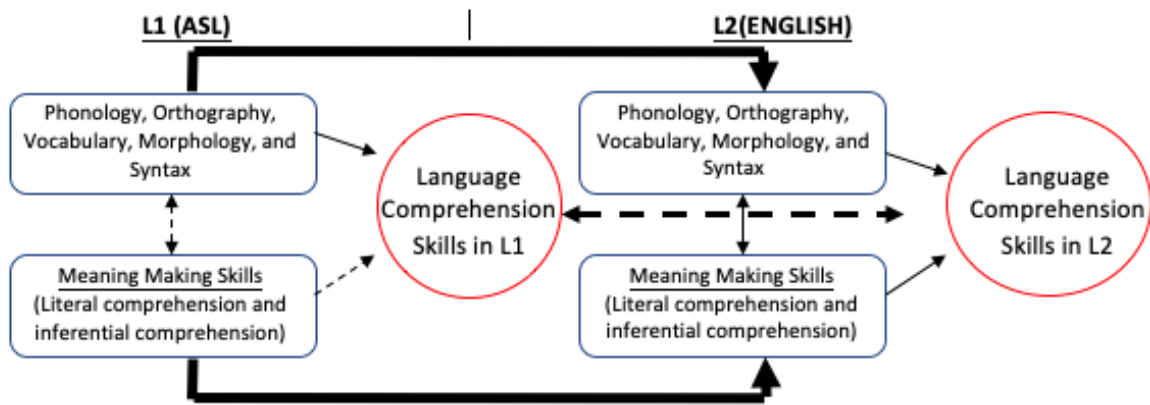 L1 (ASL)
L2(ENGLISH)
Phonology, Orthography,
Vocabulary, Morphology, and
Syntax
Language
Comprehension
Skills in L1
Phonology, Orthography,
Vocabulary, Morphology, and
Syntax
Language
Comprehension
Skills in L2
Meaning Making Skills
(Literal comprehension and
inferential comprehension)
Meaning Making Skills
(Literal comprehension and
inferential comprehension)